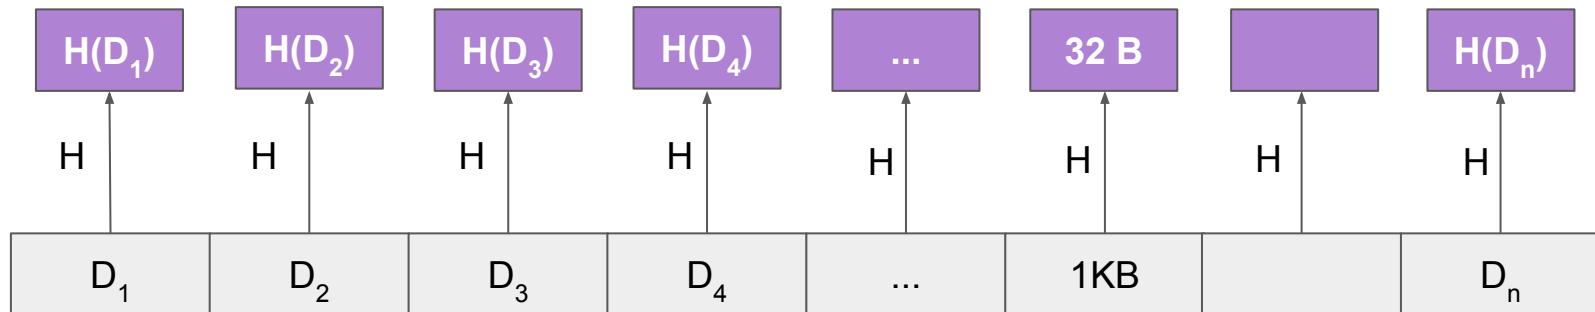 H(D₁) H(D₂) H(D₃) H(D₄) ... 32 B H(Dₙ)
H H H H H H H H
D₁ D₂ D₃ D₄ ... 1KB Dₙ